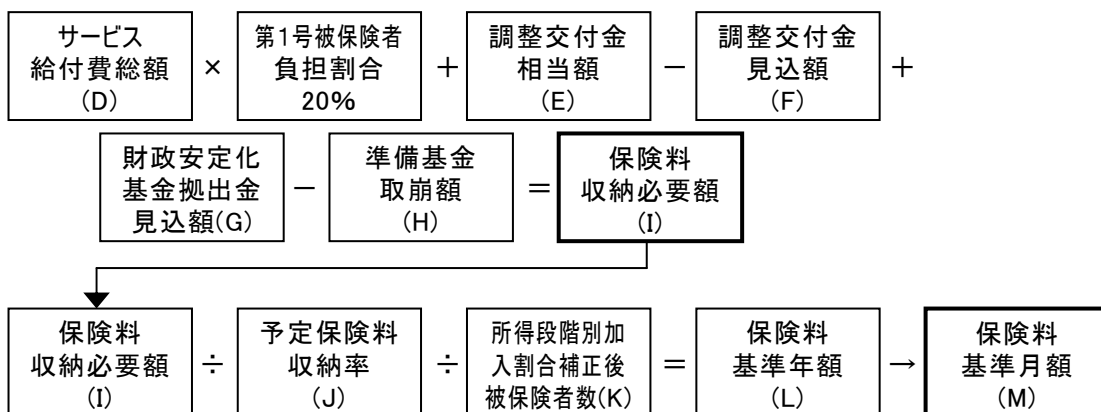 サービス
給付費総額
(D)
×
第1号被保険者
負担割合
20%
+
調整交付金
相当額
(E)
−
調整交付金
見込額
(F)
+
財政安定化
基金拠出金
見込額(G)
−
準備基金
取崩額
(H)
=
保険料
収納必要額
(I)
保険料
収納必要額
(I)
÷
予定保険料
収納率
(J)
÷
所得段階別加
入割合補正後
被保険者数(K)
=
保険料
基準年額
(L)
→
保険料
基準月額
(M)